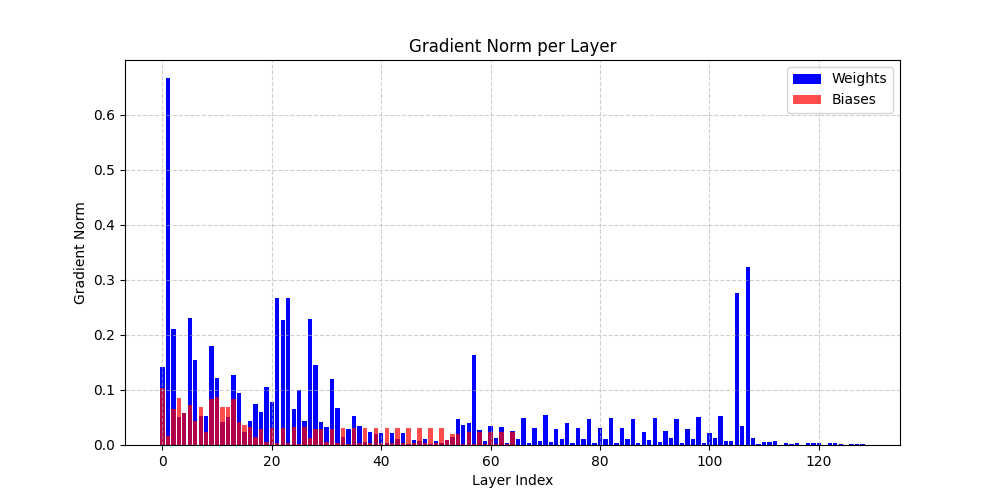 Gradient Norm per Layer
Weights
Biases
Gradient Norm
0.6
0.5
0.4
0.3
0.2
0.1
0.0
0 20 40 60 80 100 120
Layer Index